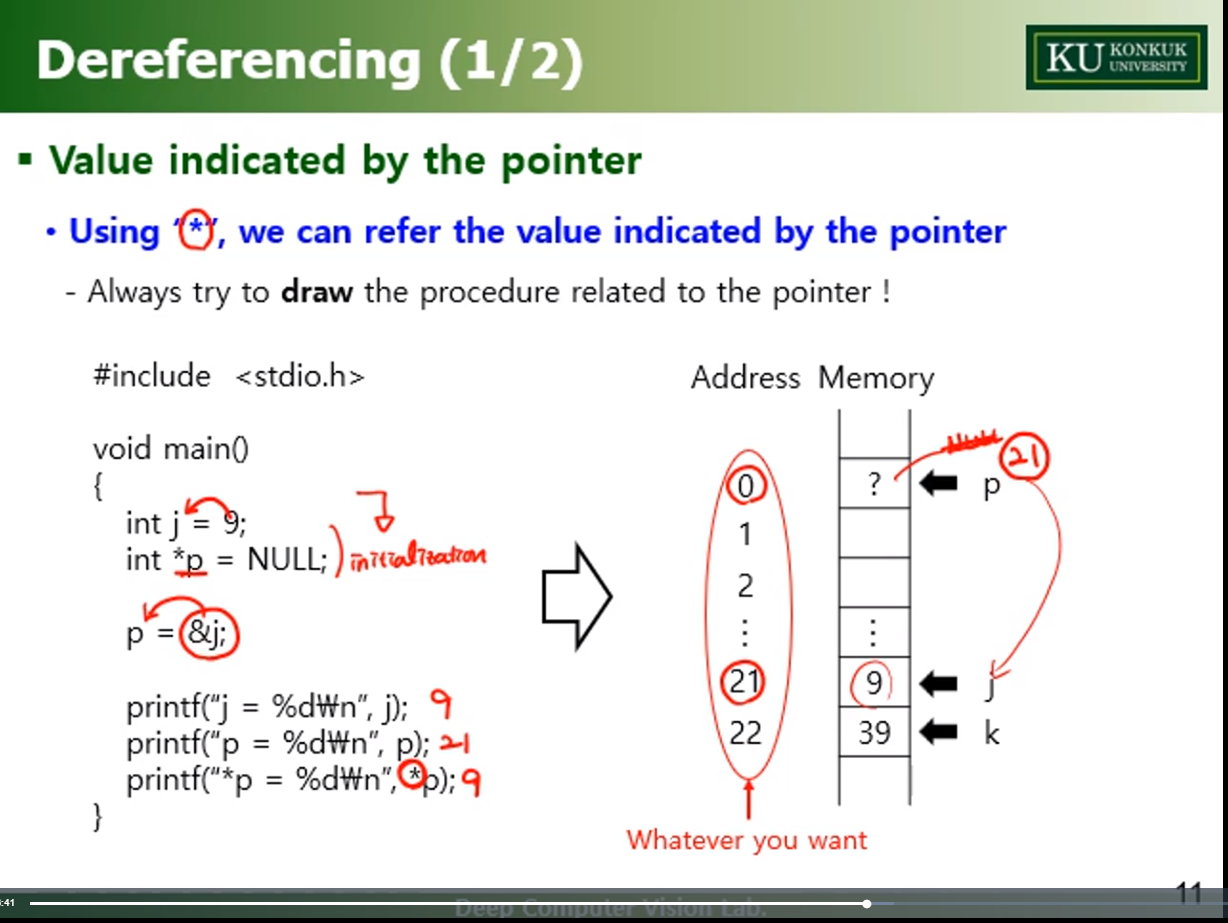 Dereferencing (1/2)
KU KONKUK UNIVERSITY
▪ Value indicated by the pointer
• Using ‘*’, we can refer the value indicated by the pointer
- Always try to draw the procedure related to the pointer !
#include <stdio.h>
void main()
{
int j = 9;
int *p = NULL; ) initialization
p = &j;
printf("j = %d₩n", j); 9
printf("p = %d₩n", p); 21
printf("*p = %d₩n", *p); 9
}
Address Memory
Null 21
0 ? p
1
2
⋮ ⋮
21 9 j
22 39 k
Whatever you want
11
:41
Deep Computer Vision Lab.